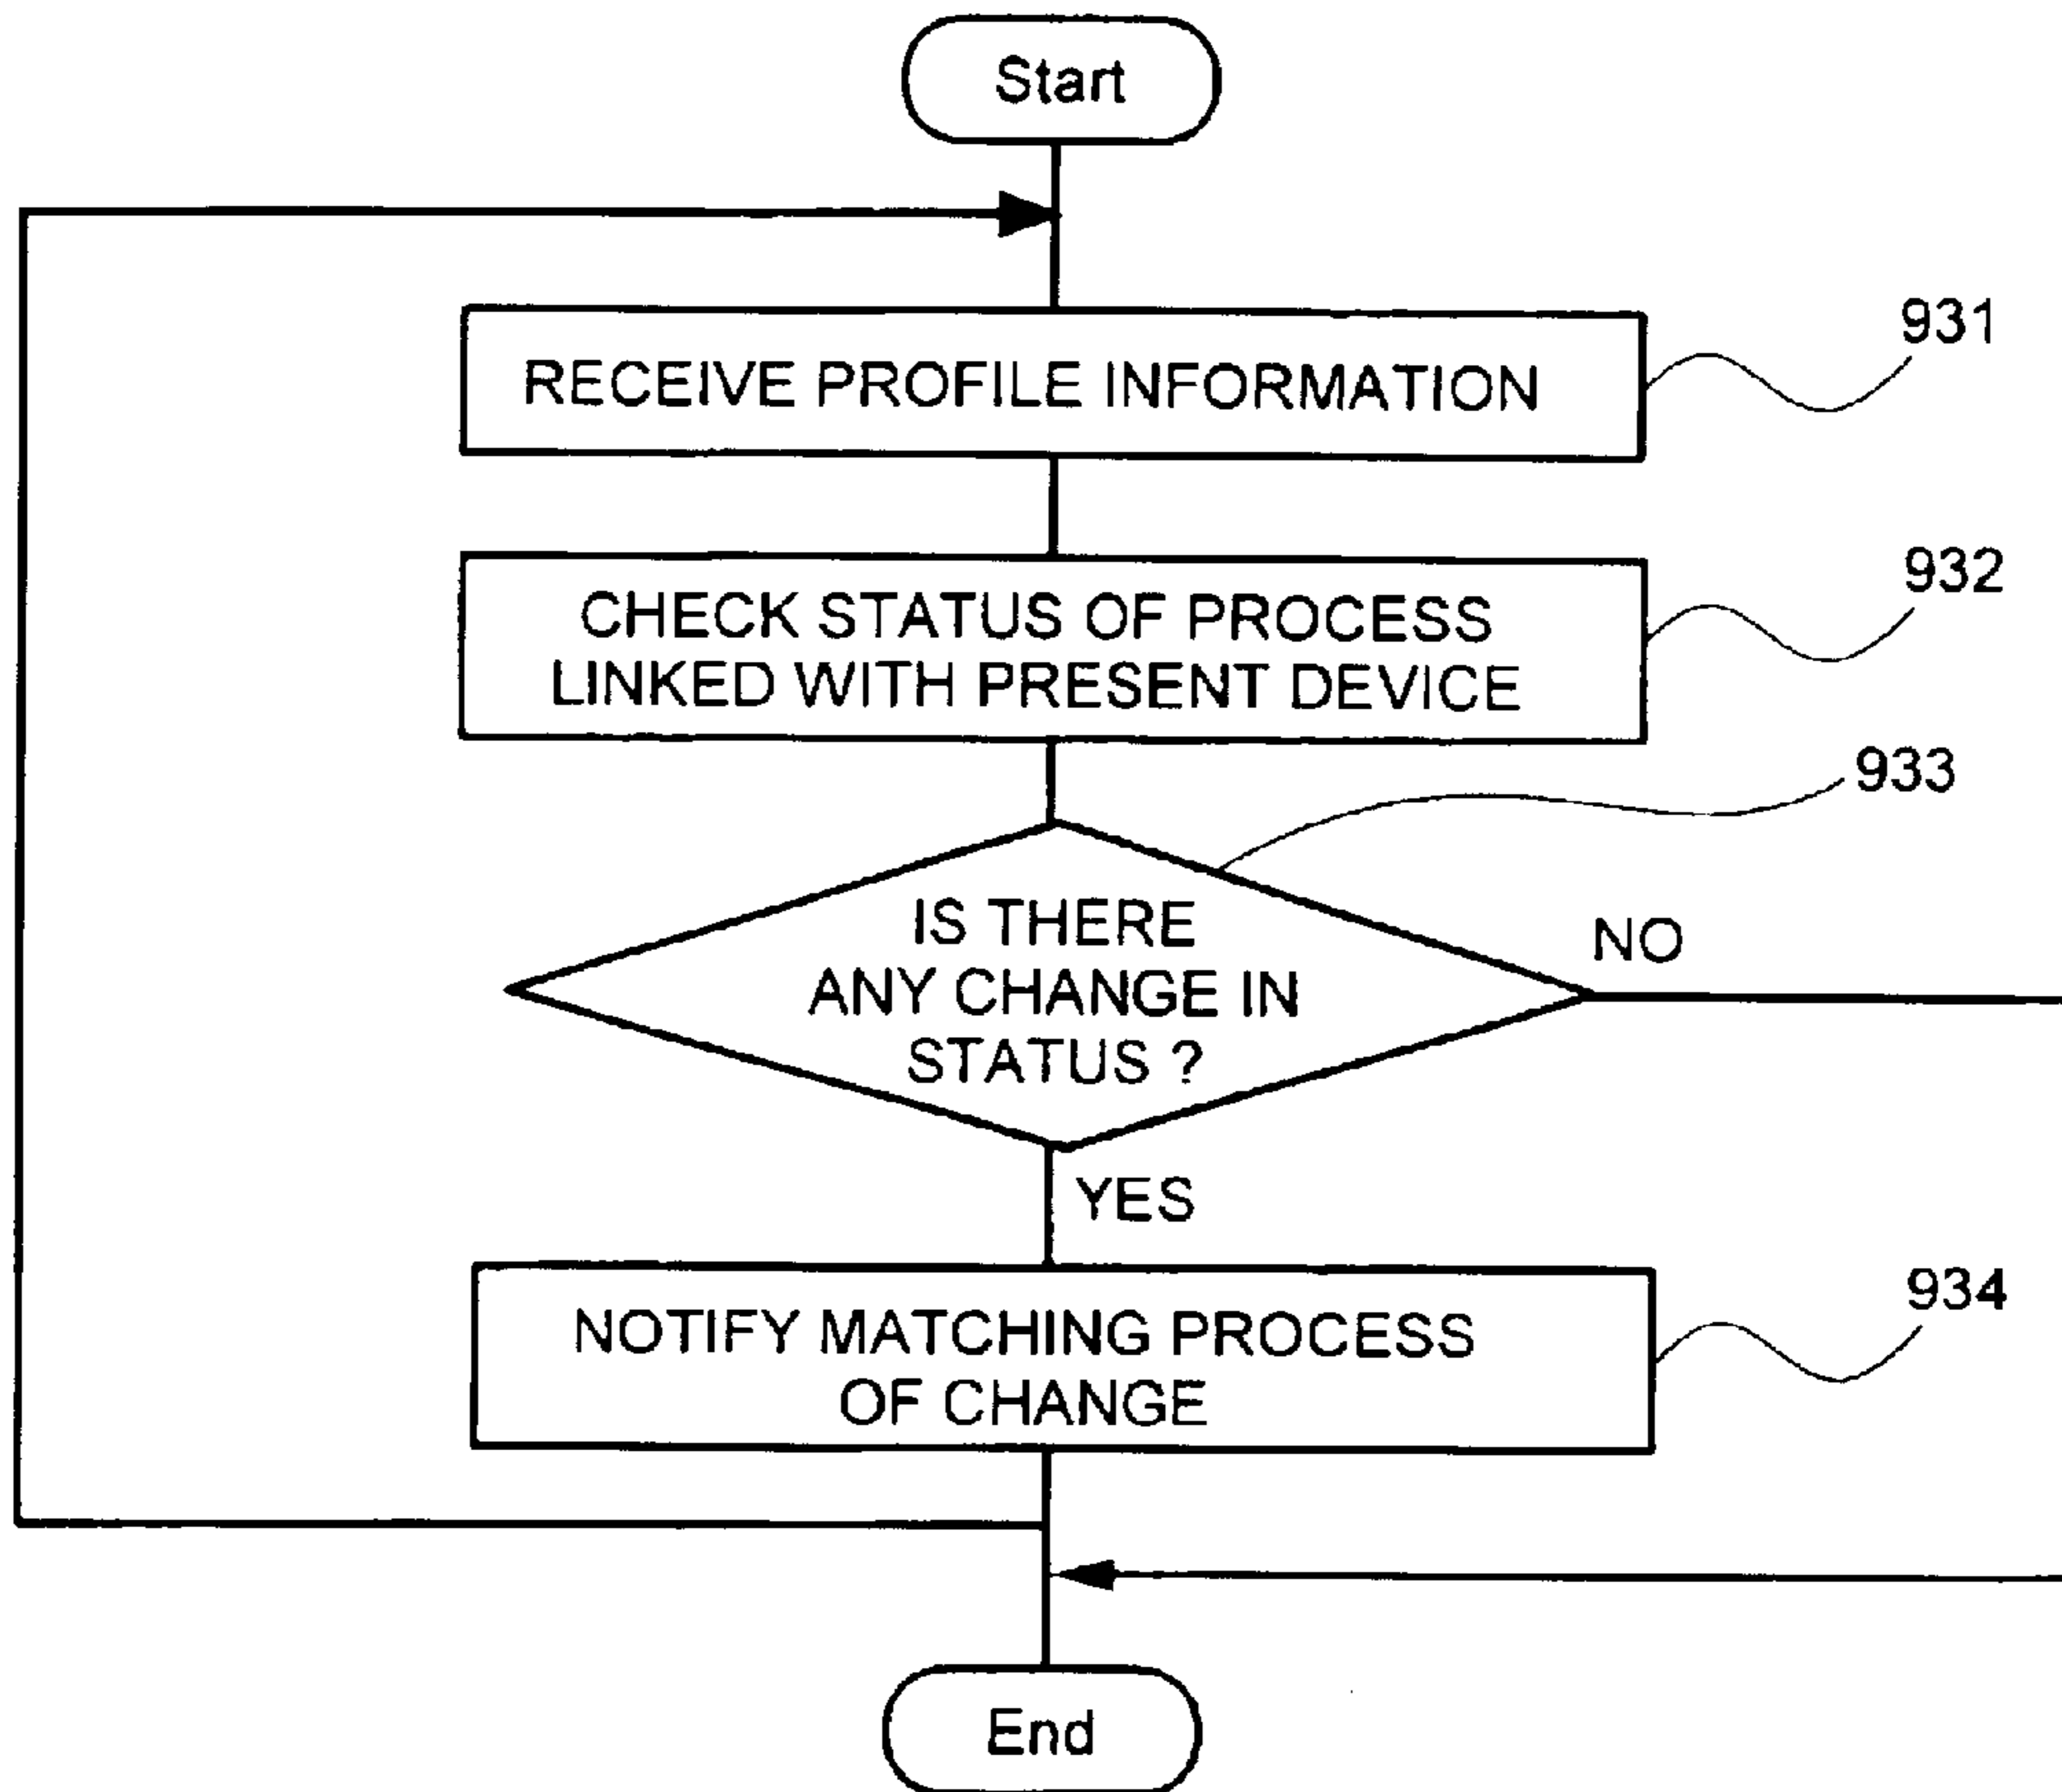 Start
RECEIVE PROFILE INFORMATION
931
CHECK STATUS OF PROCESS
LINKED WITH PRESENT DEVICE
932
933
IS THERE
ANY CHANGE IN
STATUS ?
NO
YES
NOTIFY MATCHING PROCESS
OF CHANGE
934
End